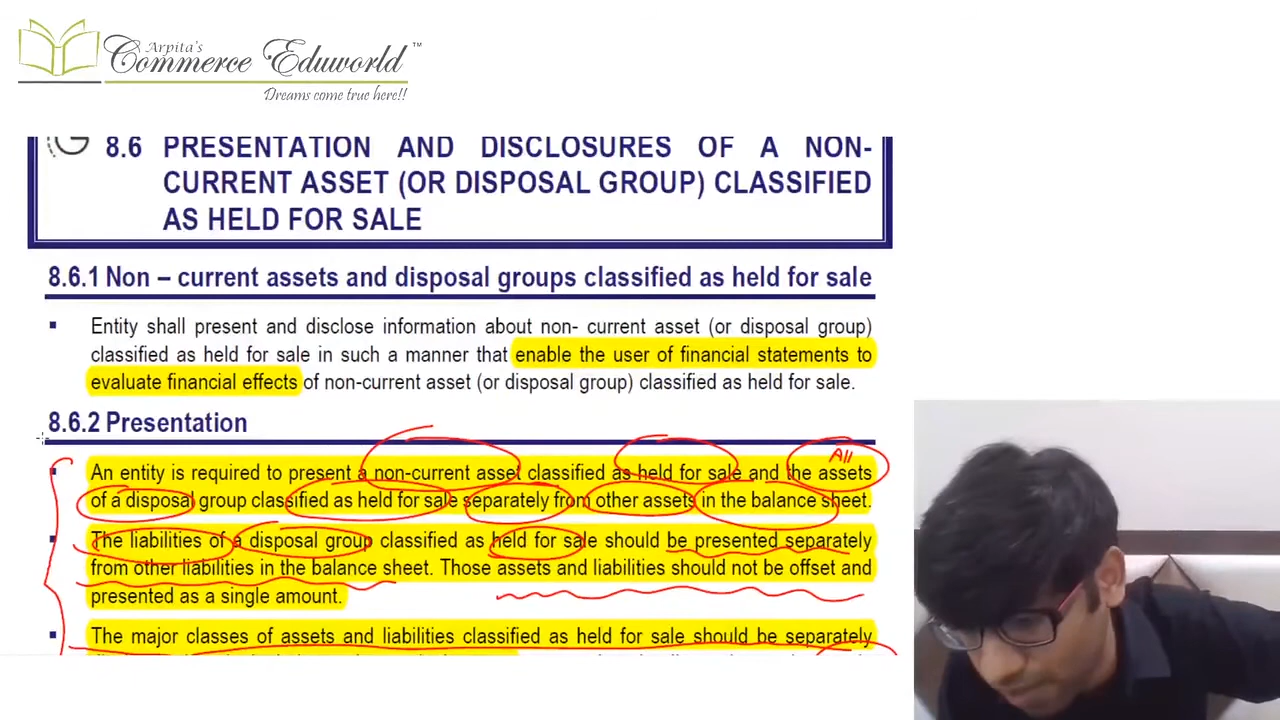 Arpita's
Commerce Eduworld™
Dreams come true here!!
8.6 PRESENTATION AND DISCLOSURES OF A NON-
CURRENT ASSET (OR DISPOSAL GROUP) CLASSIFIED
AS HELD FOR SALE
8.6.1 Non – current assets and disposal groups classified as held for sale
▪ Entity shall present and disclose information about non- current asset (or disposal group)
classified as held for sale in such a manner that enable the user of financial statements to
evaluate financial effects of non-current asset (or disposal group) classified as held for sale.
8.6.2 Presentation
All
▪ An entity is required to present a non-current asset classified as held for sale and the assets
of a disposal group classified as held for sale separately from other assets in the balance sheet.
▪ The liabilities of a disposal group classified as held for sale should be presented separately
from other liabilities in the balance sheet. Those assets and liabilities should not be offset and
presented as a single amount.
▪ The major classes of assets and liabilities classified as held for sale should be separately